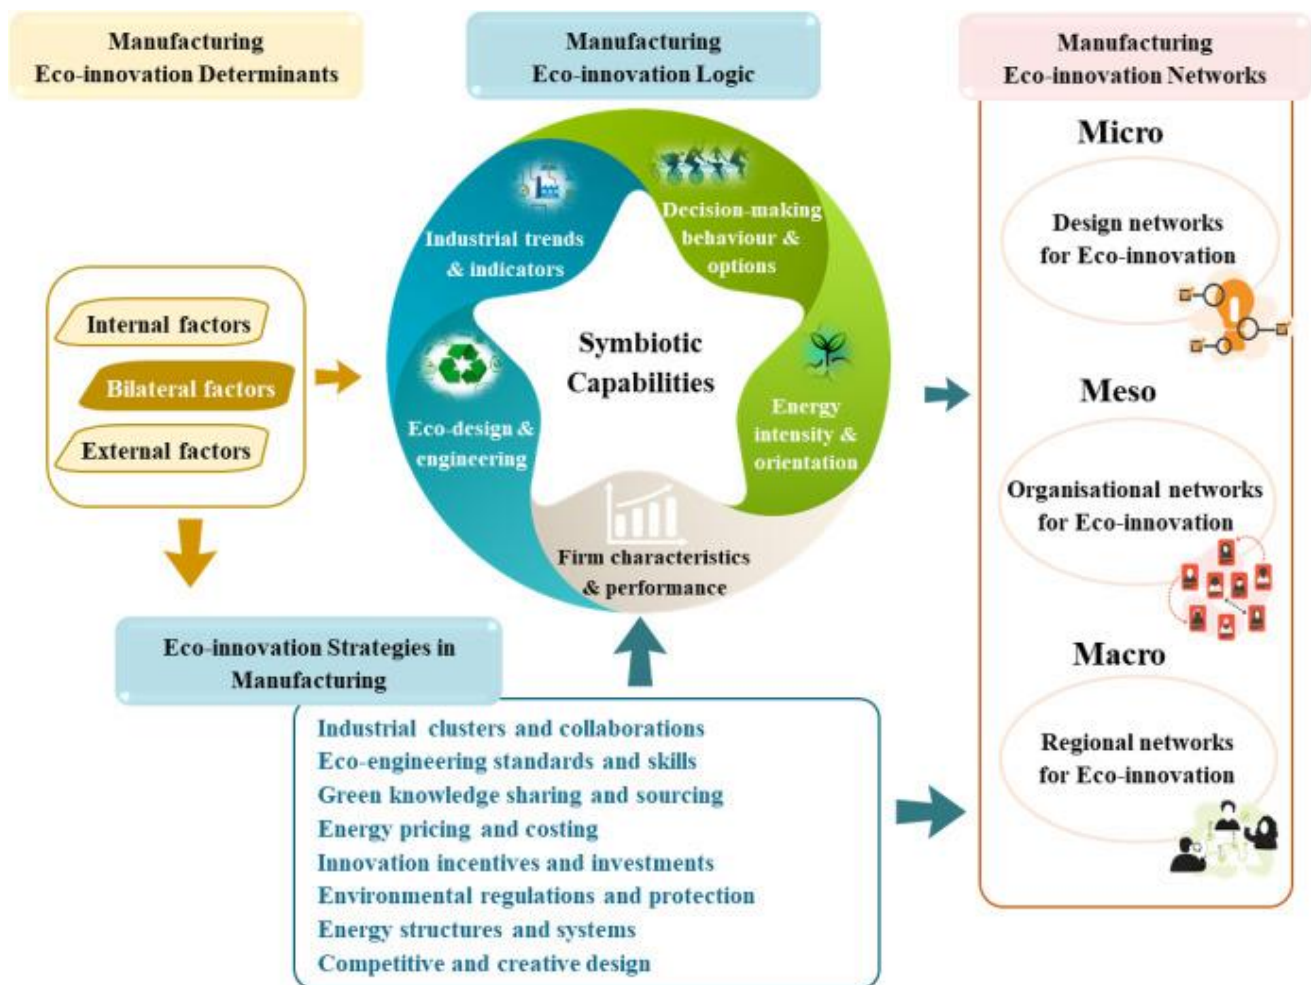 Manufacturing
Eco-innovation Determinants
Manufacturing
Eco-innovation Logic
Manufacturing
Eco-innovation Networks
Internal factors
Bilateral factors
External factors
Industrial trends
& indicators
Decision-making
behaviour &
options
Eco-design &
engineering
Symbiotic
Capabilities
Energy
intensity &
orientation
Firm characteristics
& performance
Micro
Design networks
for Eco-innovation
Meso
Organisational networks
for Eco-innovation
Macro
Regional networks
for Eco-innovation
Eco-innovation Strategies in
Manufacturing
Industrial clusters and collaborations
Eco-engineering standards and skills
Green knowledge sharing and sourcing
Energy pricing and costing
Innovation incentives and investments
Environmental regulations and protection
Energy structures and systems
Competitive and creative design